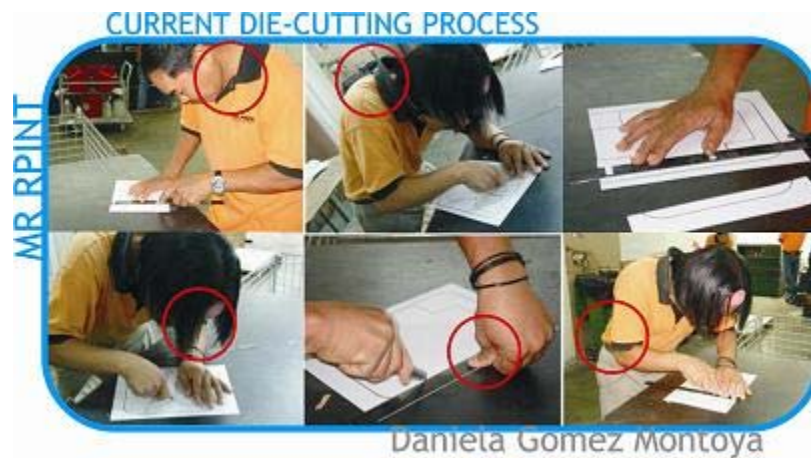 CURRENT DIE-CUTTING PROCESS
MR RPINT
Daniela Gomez Montoya